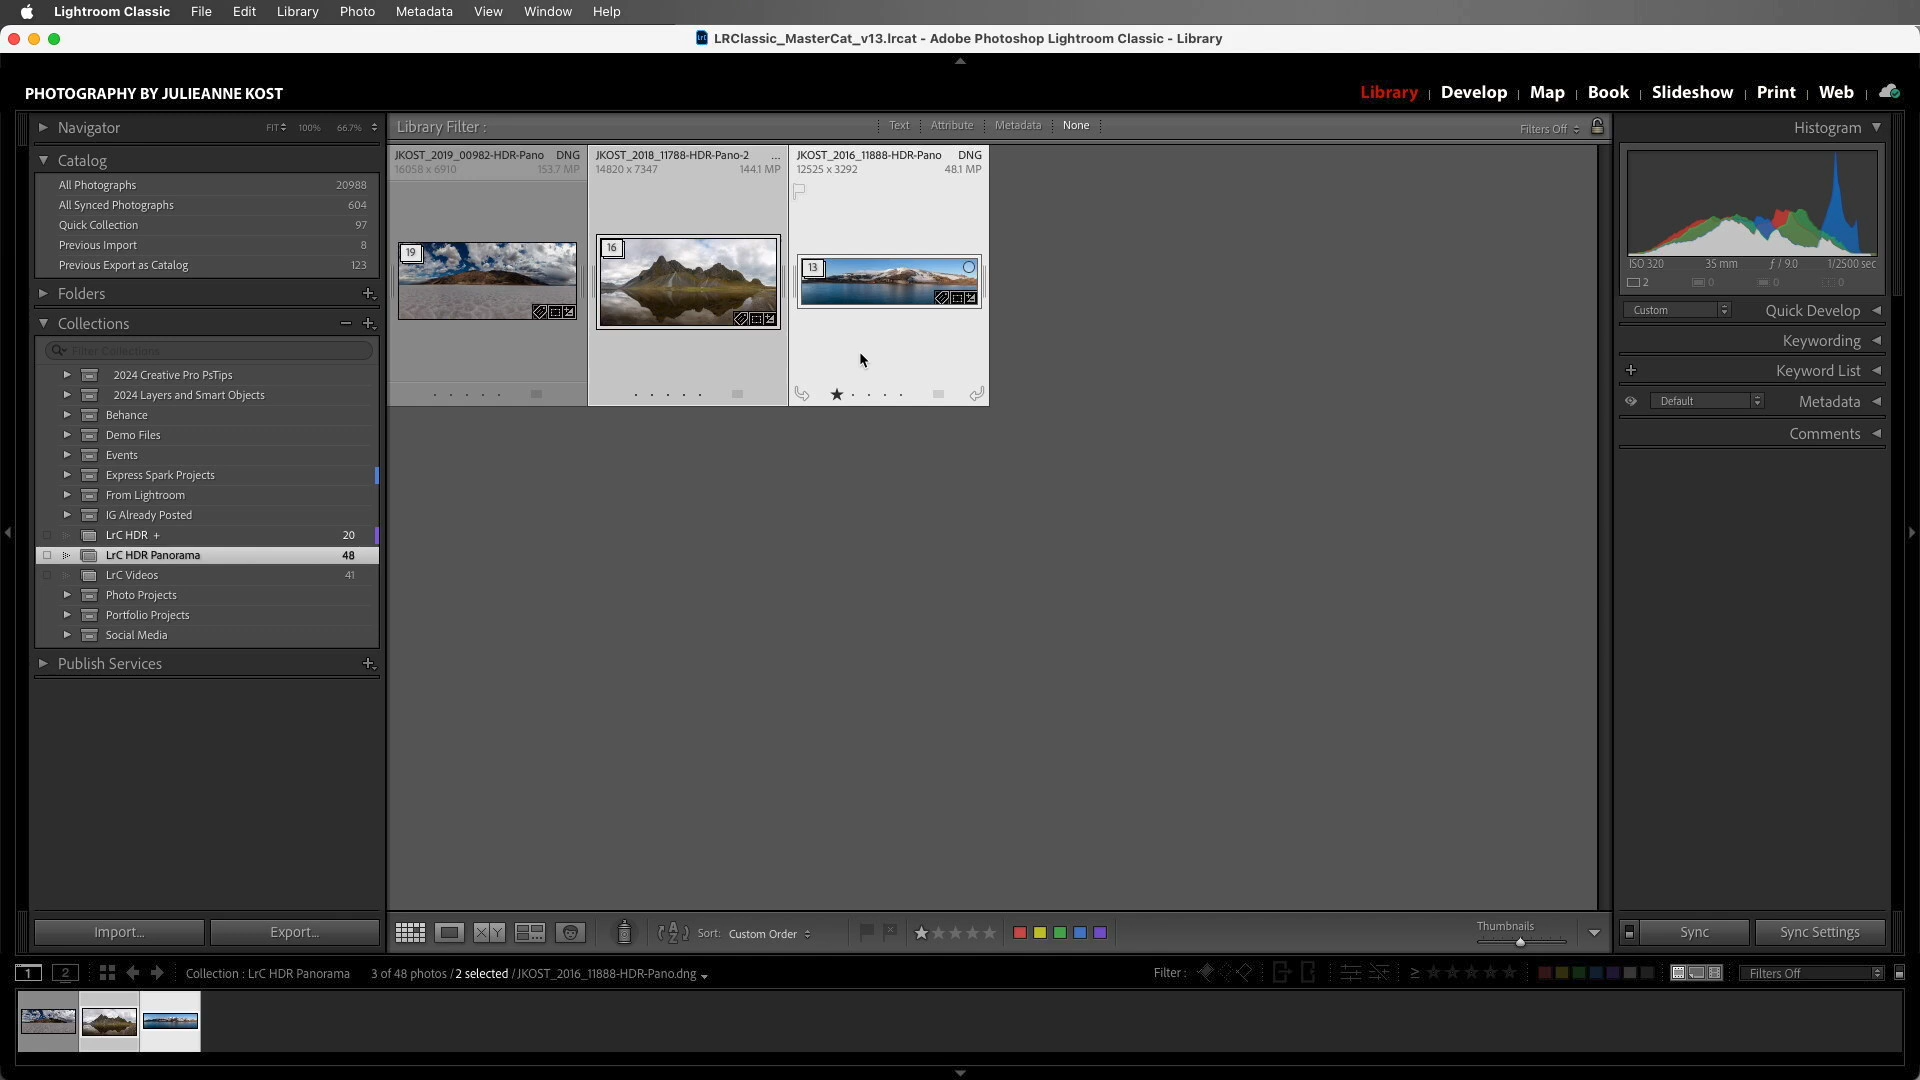 Lightroom Classic File Edit Library Photo Metadata View Window Help
LrC LRClassic_MasterCat_v13.lrcat - Adobe Photoshop Lightroom Classic - Library
PHOTOGRAPHY BY JULIEANNE KOST
Library | Develop | Map | Book | Slideshow | Print | Web
Navigator FIT 100% 66.7%
Catalog
All Photographs 20988
All Synced Photographs 604
Quick Collection 97
Previous Import 8
Previous Export as Catalog 123
Folders
Collections
Filter Collections
2024 Creative Pro PsTips
2024 Layers and Smart Objects
Behance
Demo Files
Events
Express Spark Projects
From Lightroom
IG Already Posted
LrC HDR + 20
LrC HDR Panorama 48
LrC Videos 41
Photo Projects
Portfolio Projects
Social Media
Publish Services
Import... Export...
Library Filter : Text Attribute Metadata None Filters Off
JKOST_2019_00982-HDR-Pano DNG
16058 x 6910 153.7 MP
19
JKOST_2018_11788-HDR-Pano-2 ...
14820 x 7347 144.1 MP
16
JKOST_2016_11888-HDR-Pano DNG
12525 x 3292 48.1 MP
13
Histogram
ISO 320 35 mm ƒ / 9.0 1/2500 sec
2 0 0 0
Custom Quick Develop
Keywording
Keyword List
Default Metadata
Comments
X Y Sort: Custom Order Thumbnails
Sync Sync Settings
1 2 Collection : LrC HDR Panorama 3 of 48 photos / 2 selected / JKOST_2016_11888-HDR-Pano.dng Filter : ≥ Filters Off